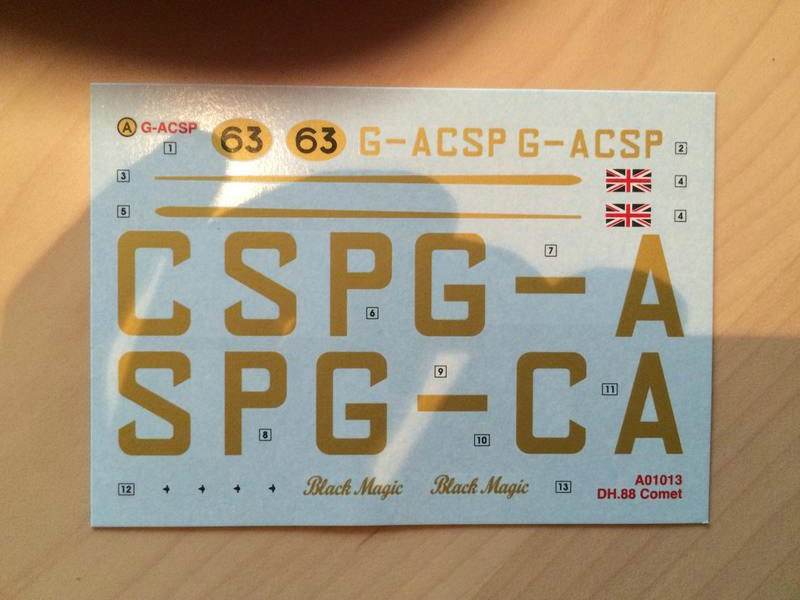 A G-ACSP 63 63 G-ACSP G-ACSP
1 2
3 4
5 4
CSPG-A
7
6
SPG-CA
9
11
8 10
12 Black Magic Black Magic 13
A01013
DH.88 Comet